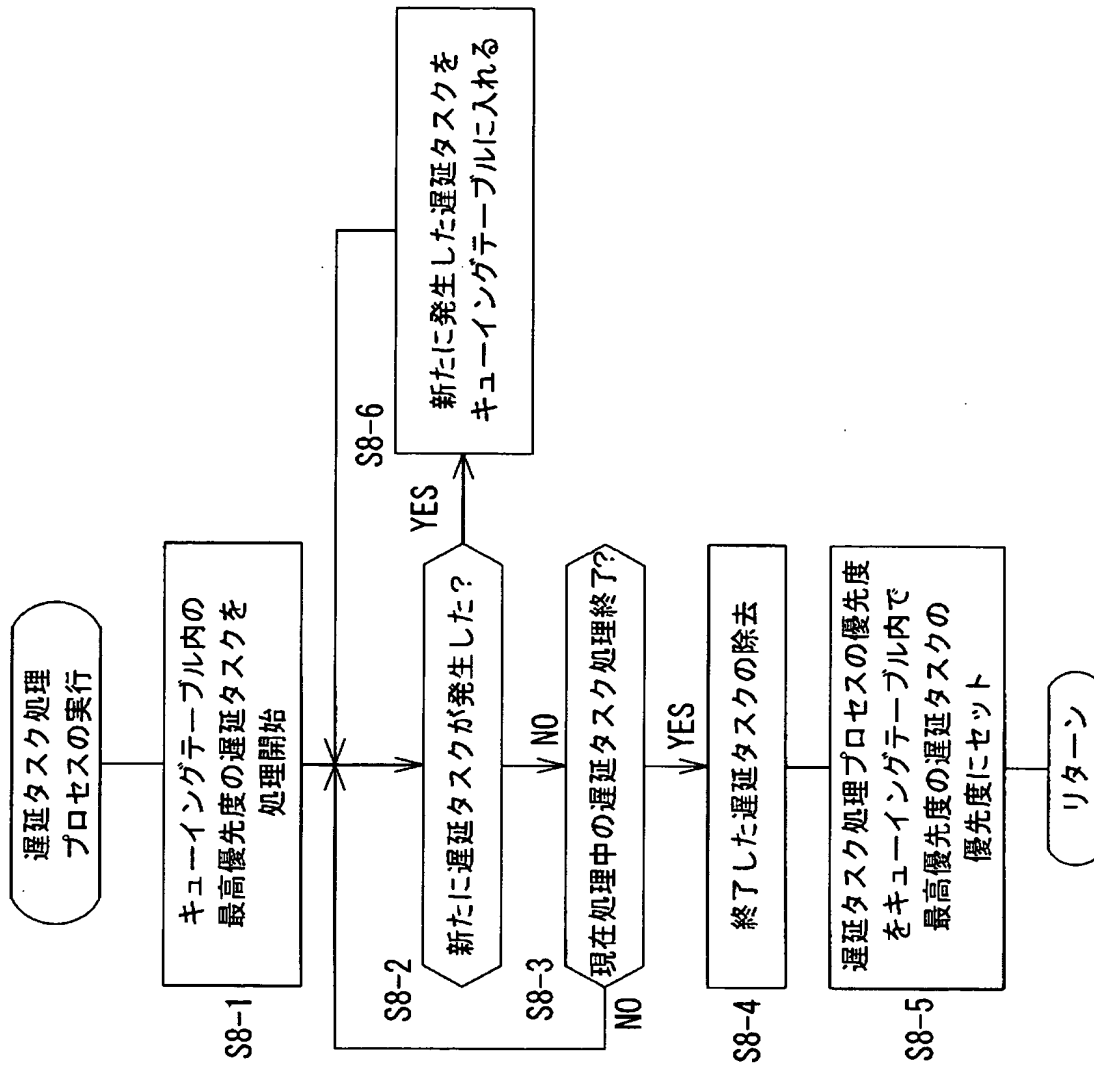 遅延タスク処理
プロセスの実行
S8-1
キューイングテーブル内の
最高優先度の遅延タスクを
処理開始
S8-2
新たに遅延タスクが発生した?
YES
S8-6
新たに発生した遅延タスクを
キューイングテーブルに入れる
NO
S8-3
現在処理中の遅延タスク処理終了?
NO
YES
S8-4
終了した遅延タスクの除去
S8-5
遅延タスク処理プロセスの優先度
をキューイングテーブル内で
最高優先度の遅延タスクの
優先度にセット
リターン